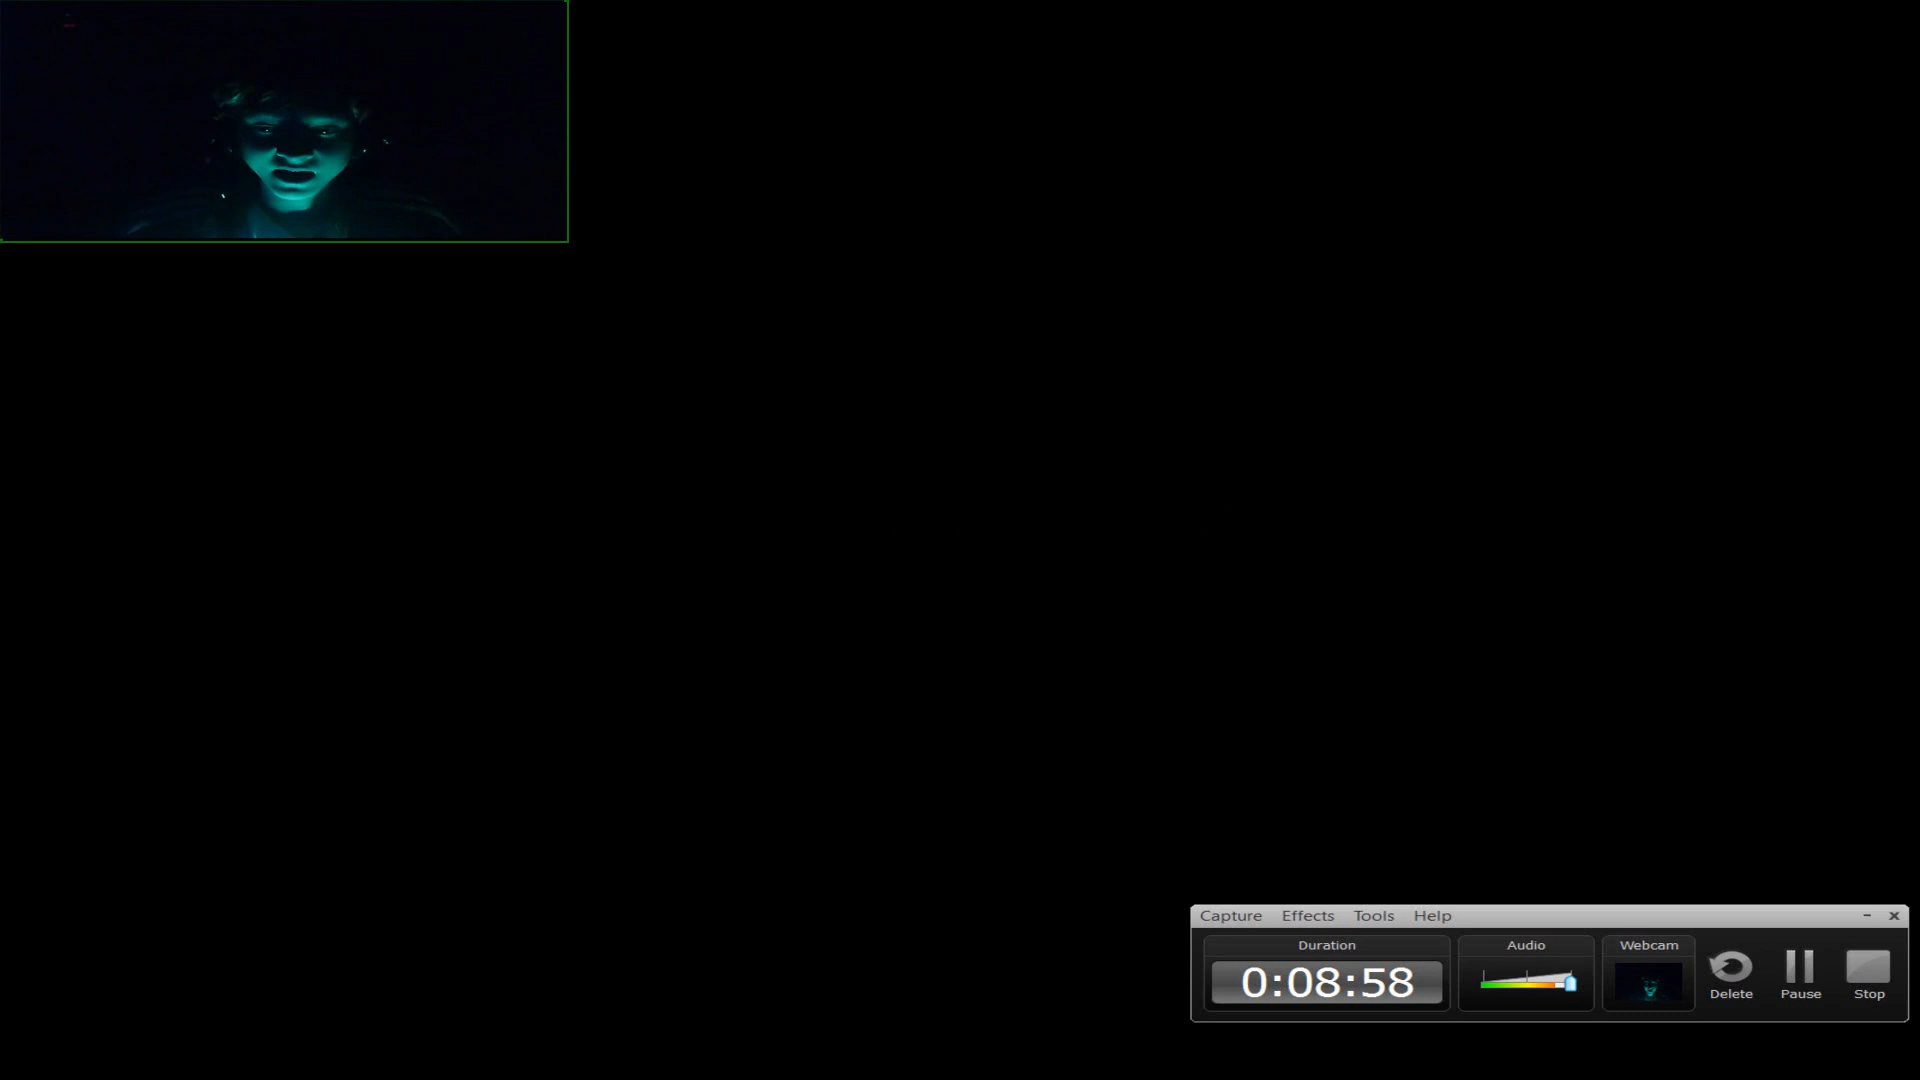 Capture Effects Tools Help
Duration Audio Webcam
0:08:58
Delete Pause Stop